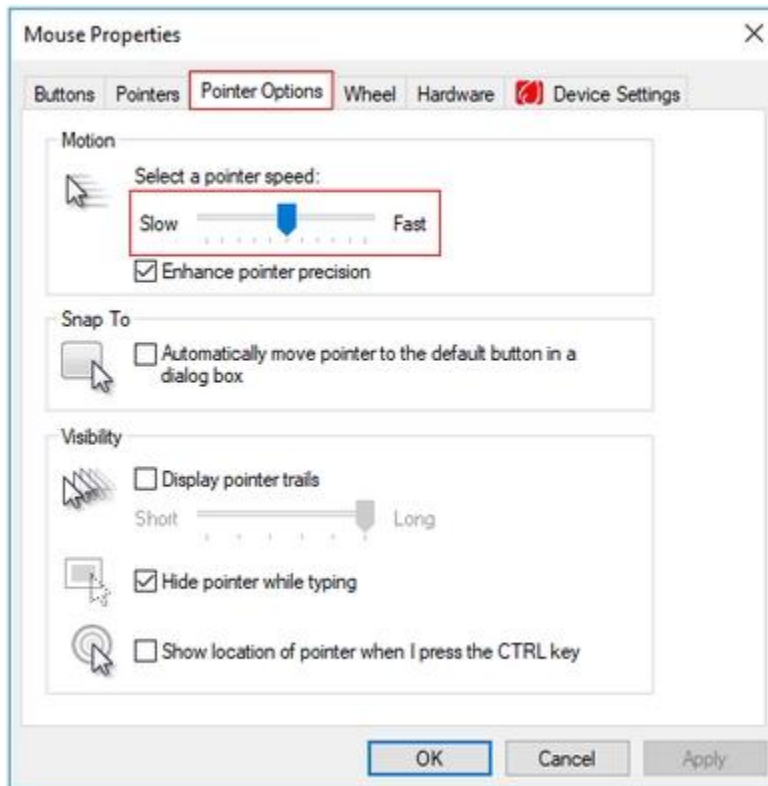 Mouse Properties
Buttons Pointers Pointer Options Wheel Hardware Device Settings
Motion
Select a pointer speed:
Slow Fast
Enhance pointer precision
Snap To
Automatically move pointer to the default button in a
dialog box
Visibility
Display pointer trails
Short Long
Hide pointer while typing
Show location of pointer when I press the CTRL key
OK Cancel Apply